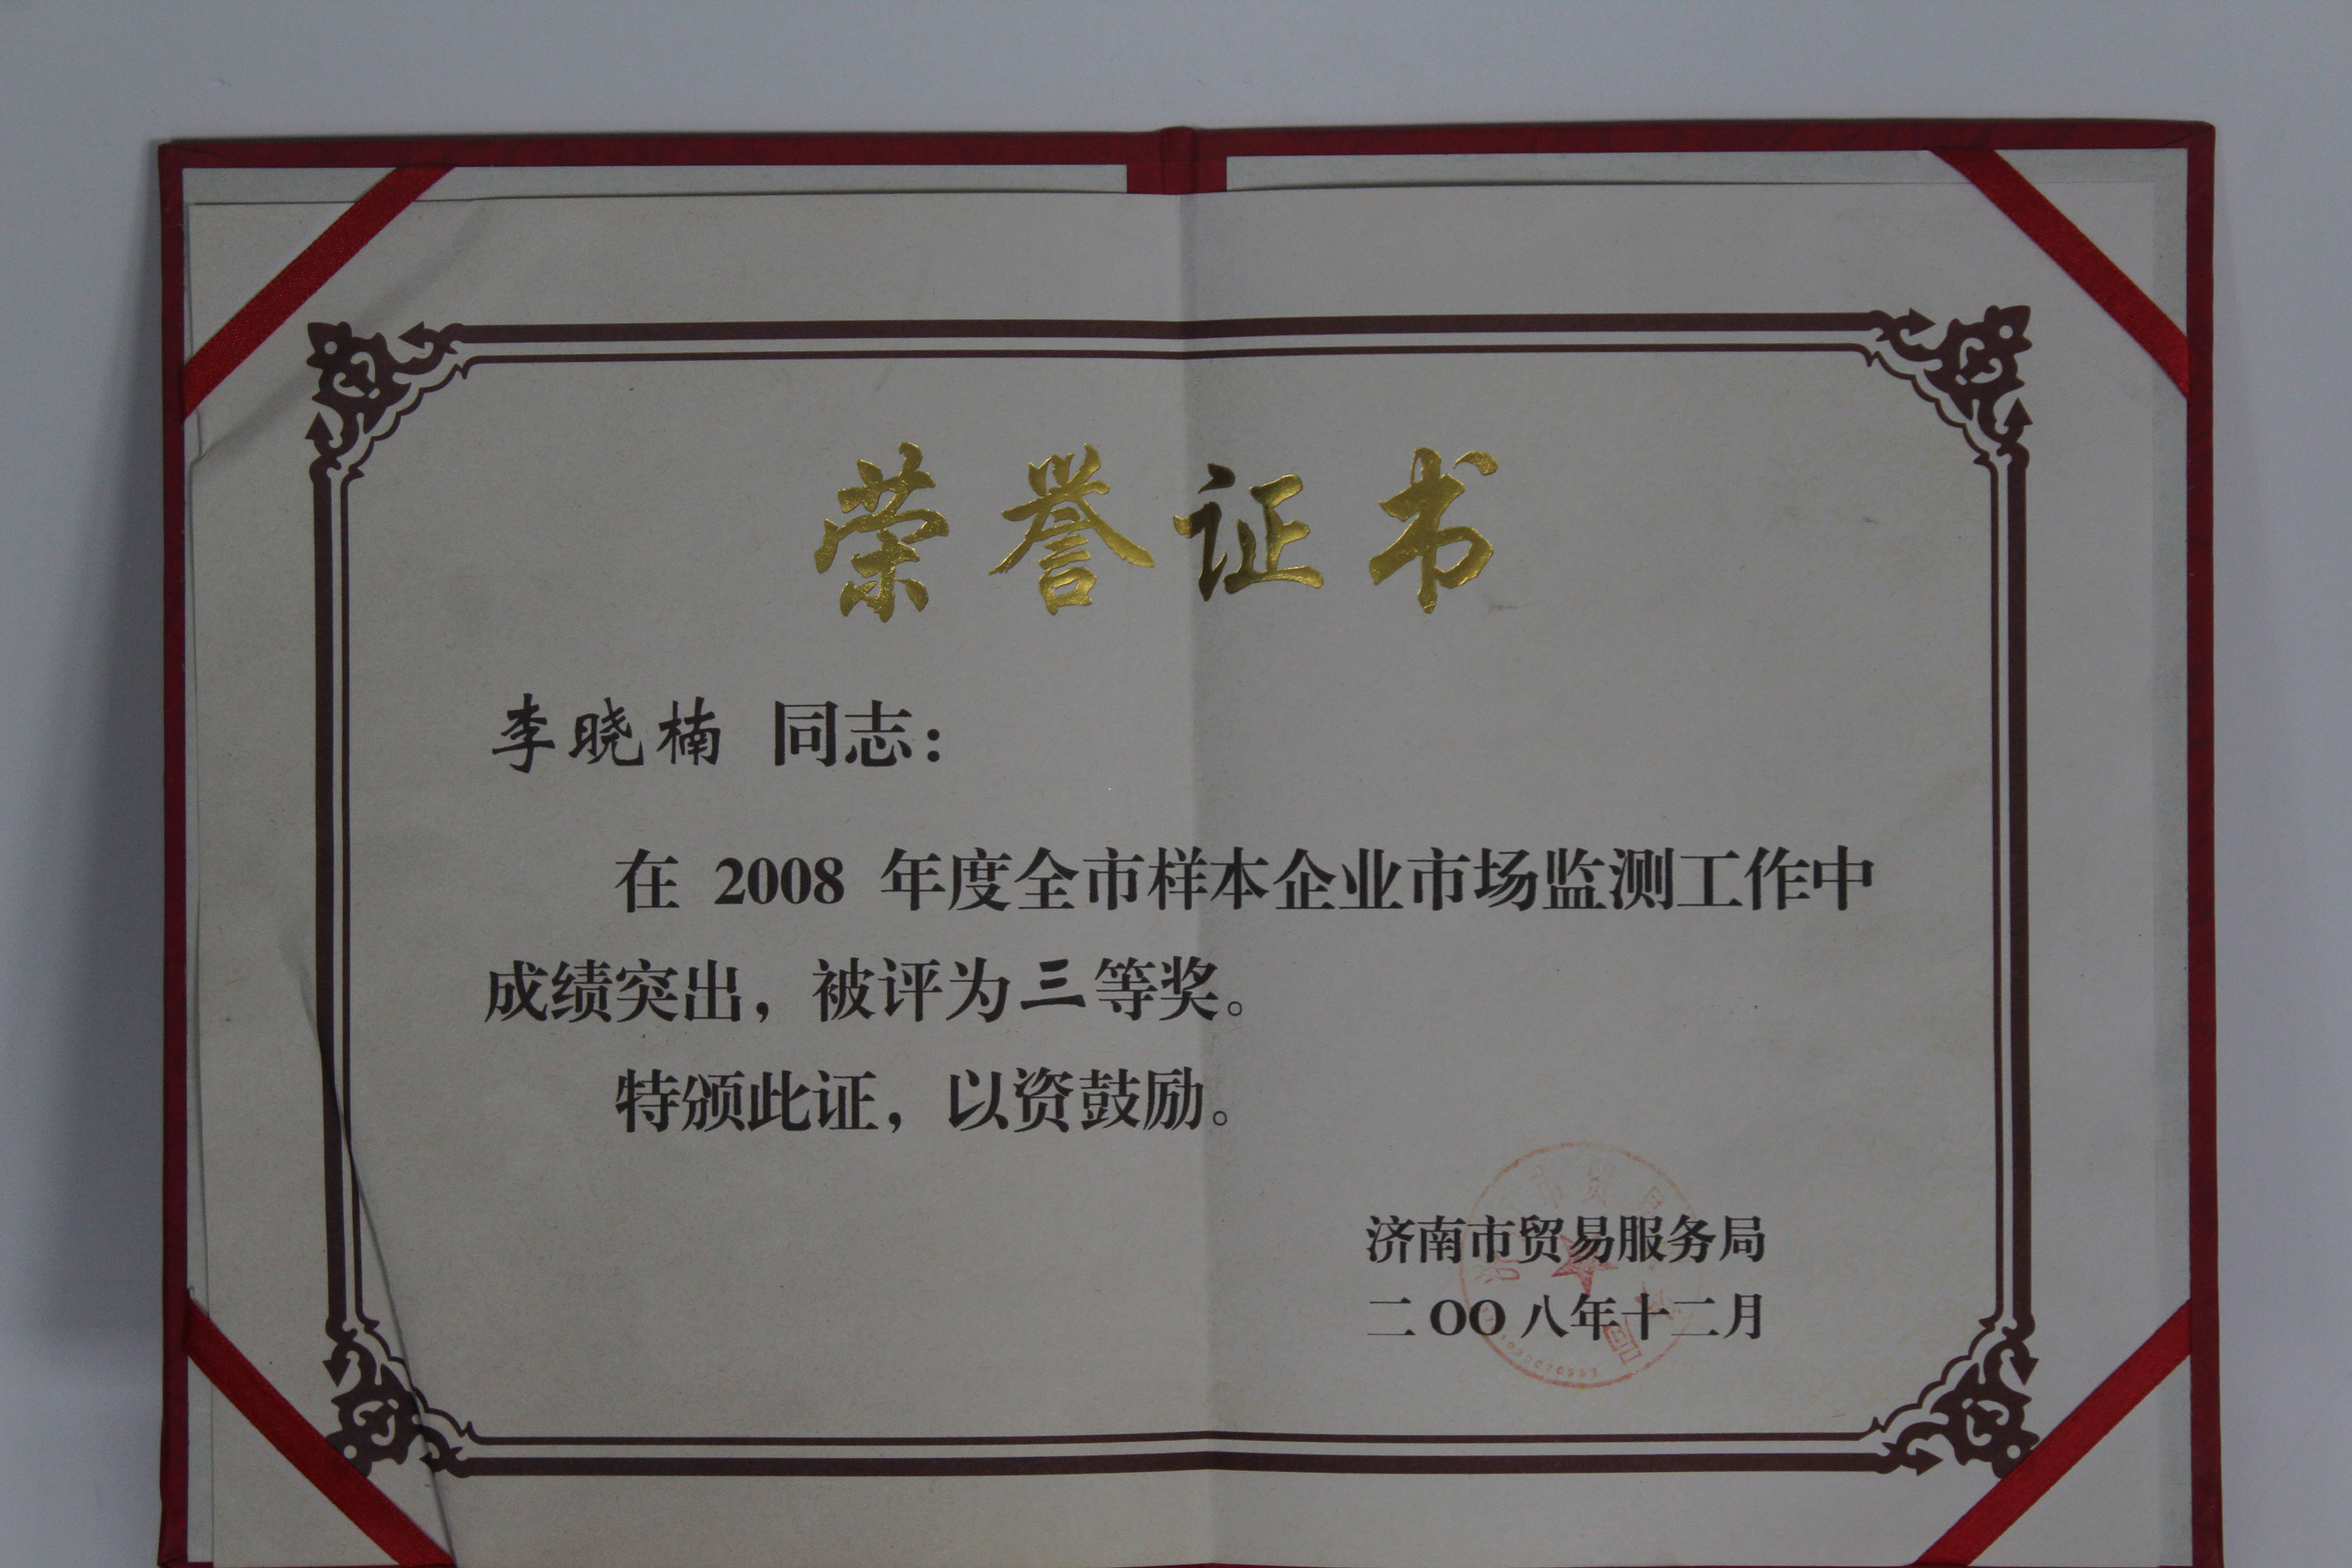 荣誉证书
李晓楠 同志：
在 2008 年度全市样本企业市场监测工作中
成绩突出，被评为三等奖。
特颁此证，以资鼓励。
济南市贸易服务局
二OO八年十二月